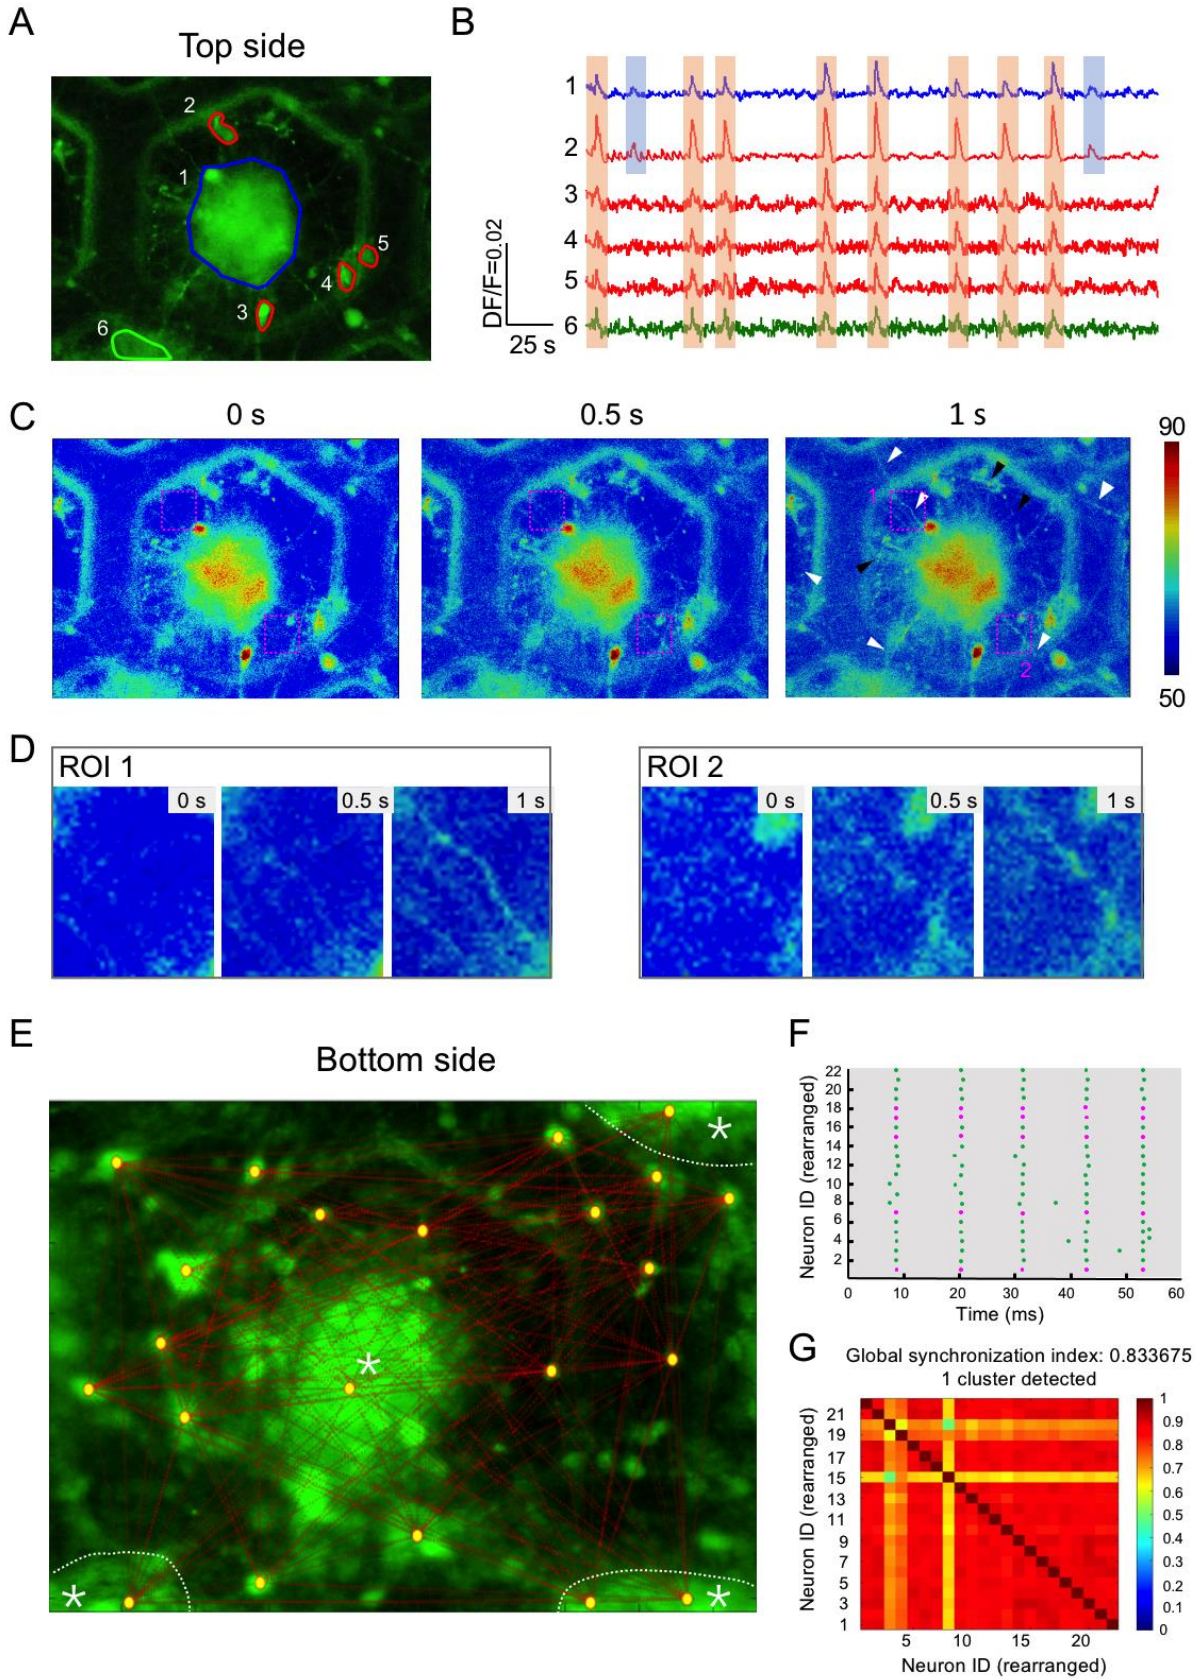 A
Top side
2
1
5
4
3
6
B
1
2
3
4
5
6
DF/F=0.02
25 s
C
0 s
0.5 s
1 s
1
2
90
50
D
ROI 1
0 s
0.5 s
1 s
ROI 2
0 s
0.5 s
1 s
E
Bottom side
*
*
*
*
F
Neuron ID (rearranged)
22
20
18
16
14
12
10
8
6
4
2
0
10
20
30
40
50
60
Time (ms)
G
Global synchronization index: 0.833675
1 cluster detected
Neuron ID (rearranged)
21
19
17
15
13
11
9
7
5
3
1
5
10
15
20
Neuron ID (rearranged)
1
0.9
0.8
0.7
0.6
0.5
0.4
0.3
0.2
0.1
0